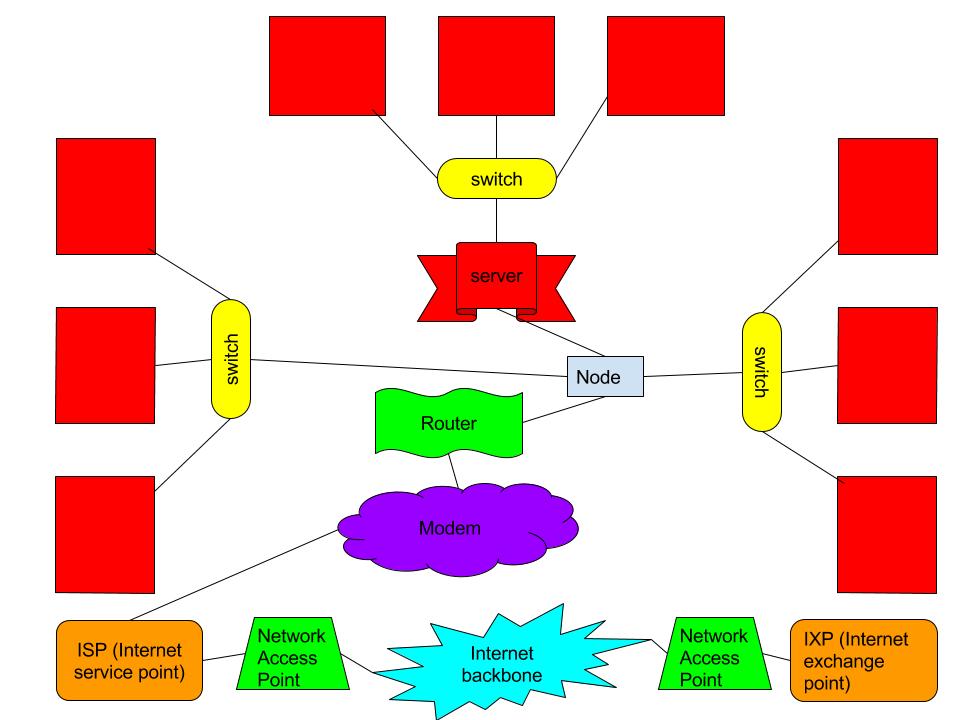 switch
server
switch
switch
Node
Router
Modem
ISP (Internet
service point)
Network
Access
Point
Internet
backbone
Network
Access
Point
IXP (Internet
exchange
point)